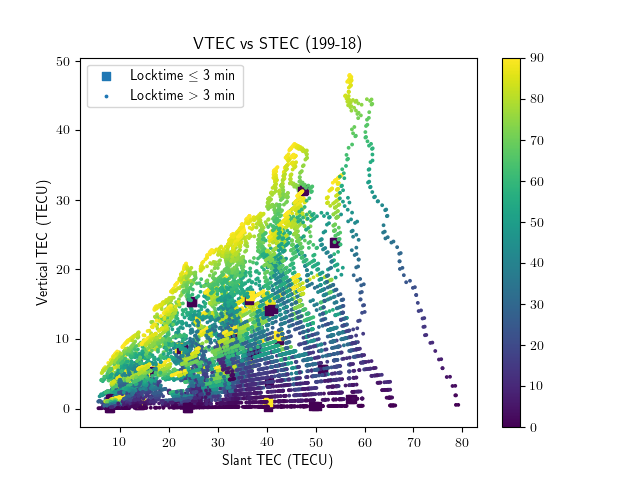 VTEC vs STEC (199-18)
Locktime ≤ 3 min
Locktime > 3 min
50
40
30
20
10
0
Vertical TEC (TECU)
10 20 30 40 50 60 70 80
Slant TEC (TECU)
90
80
70
60
50
40
30
20
10
0